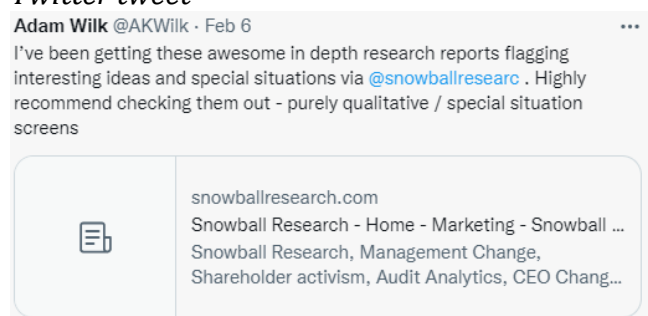 Twitter tweet
Adam Wilk @AKWilk · Feb 6
I've been getting these awesome in depth research reports flagging
interesting ideas and special situations via @snowballresearc . Highly
recommend checking them out - purely qualitative / special situation
screens
snowballresearch.com
Snowball Research - Home - Marketing - Snowball ...
Snowball Research, Management Change,
Shareholder activism, Audit Analytics, CEO Chang...